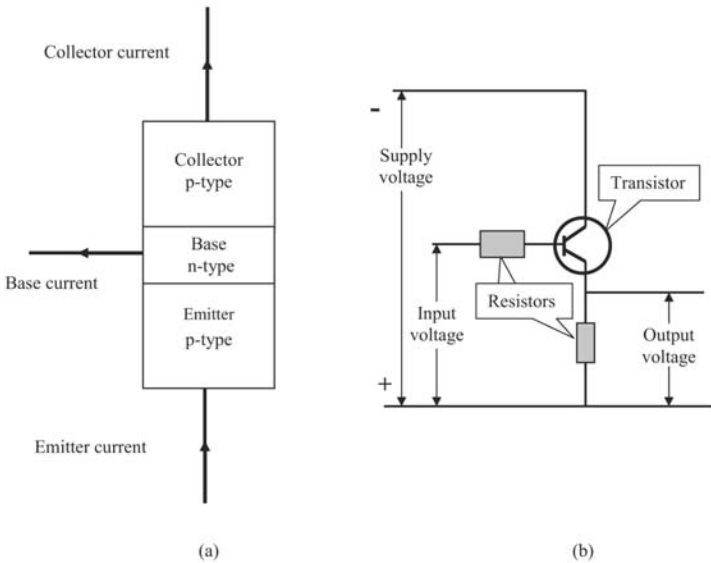 Collector current
Collector
p-type
Base
n-type
Base current
Emitter
p-type
Emitter current
(a)
-
Supply
voltage
Transistor
Resistors
Input
voltage
Output
voltage
+
(b)